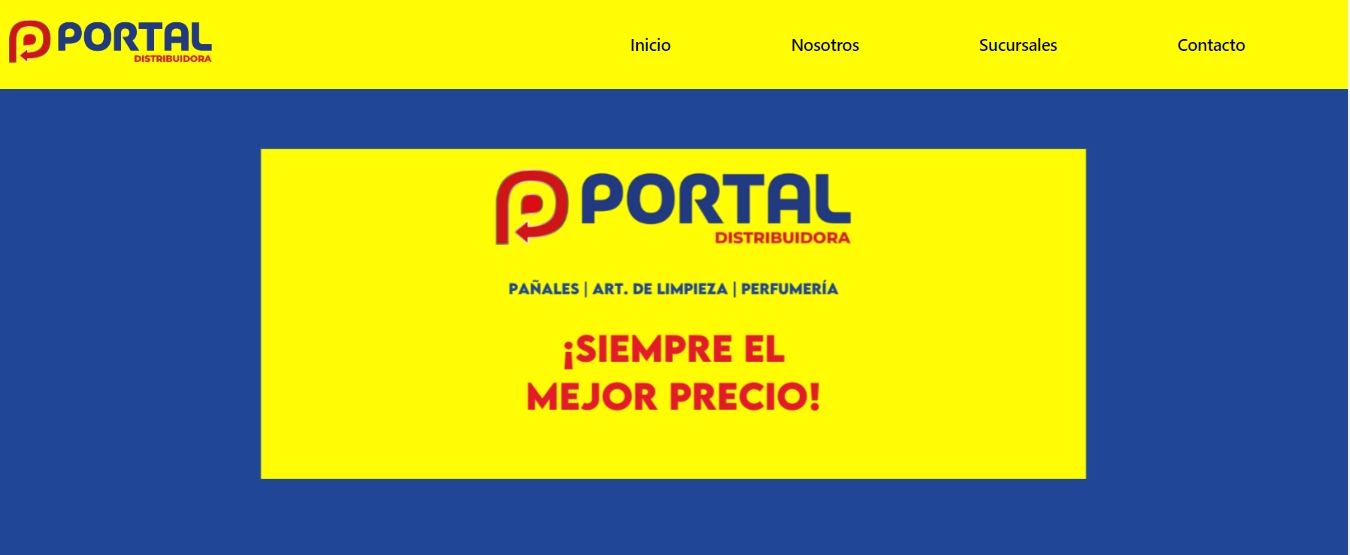 PORTAL
DISTRIBUIDORA
Inicio Nosotros Sucursales Contacto
PORTAL
DISTRIBUIDORA
PAÑALES | ART. DE LIMPIEZA | PERFUMERÍA
¡SIEMPRE EL
MEJOR PRECIO!